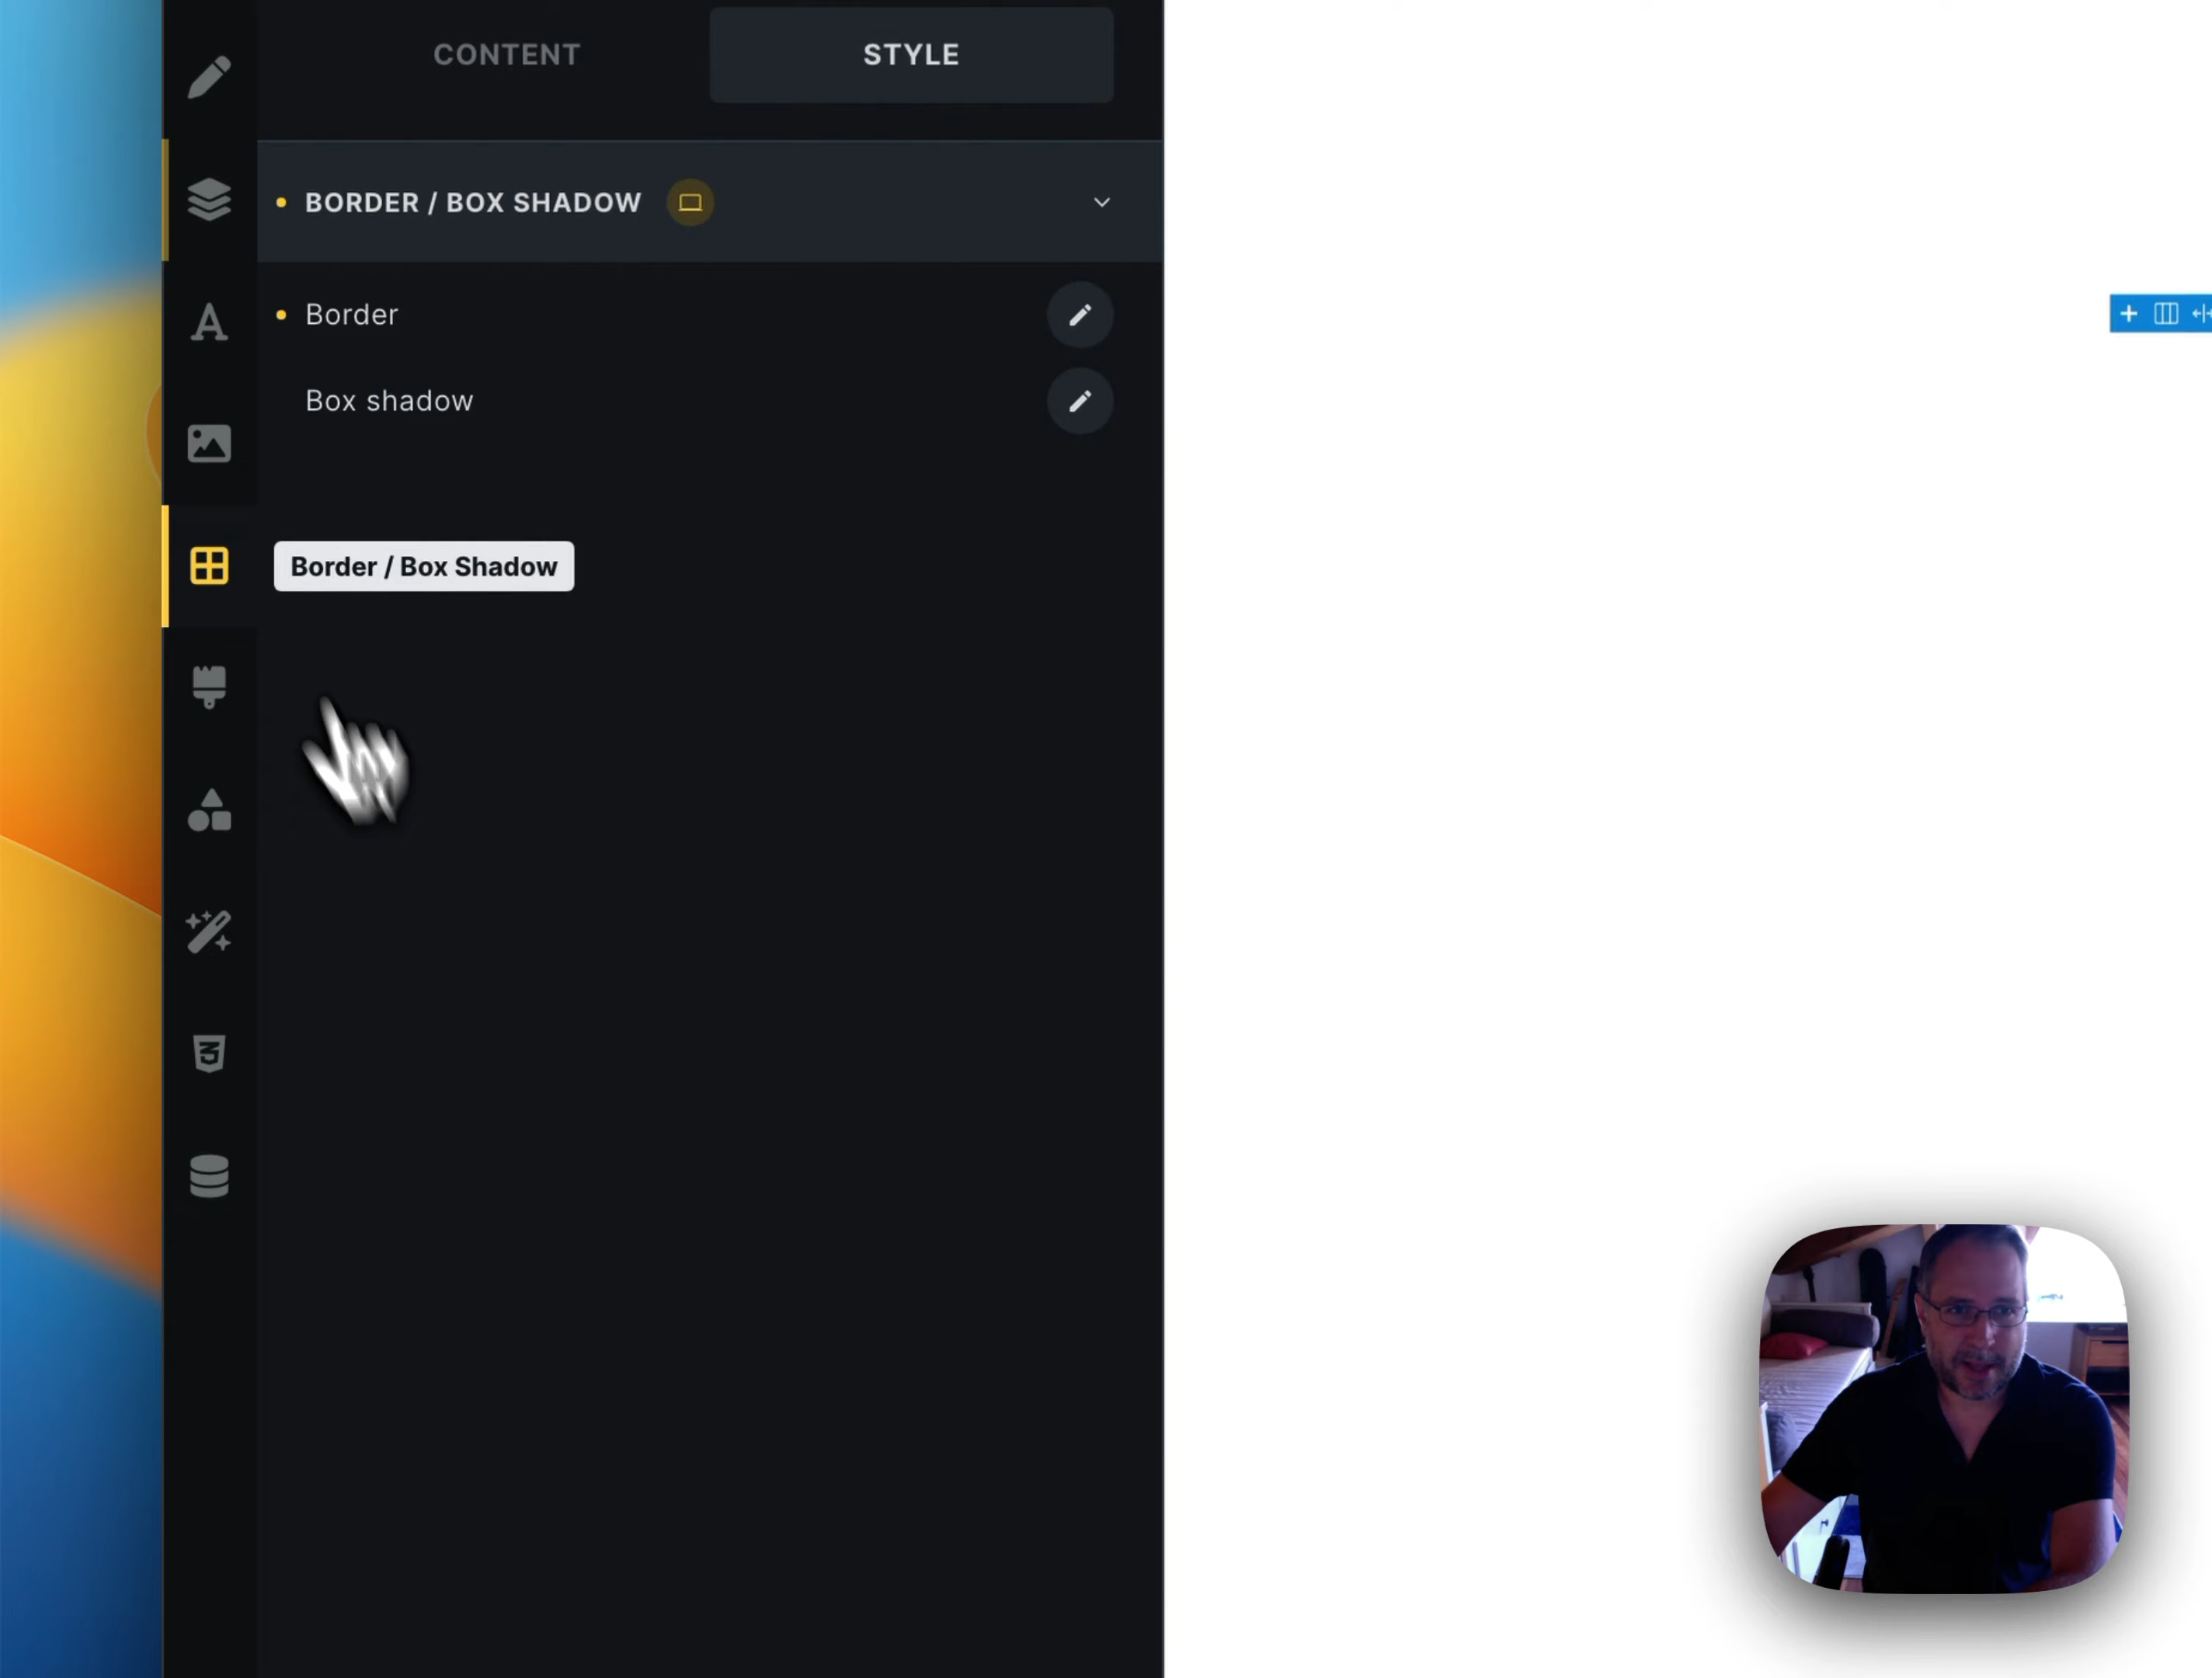 CONTENT
STYLE
BORDER / BOX SHADOW
Border
Box shadow
Border / Box Shadow